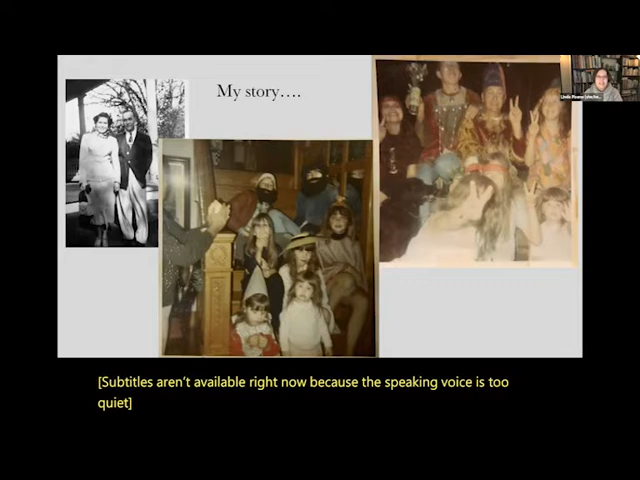 My story….
[Subtitles aren’t available right now because the speaking voice is too
quiet]